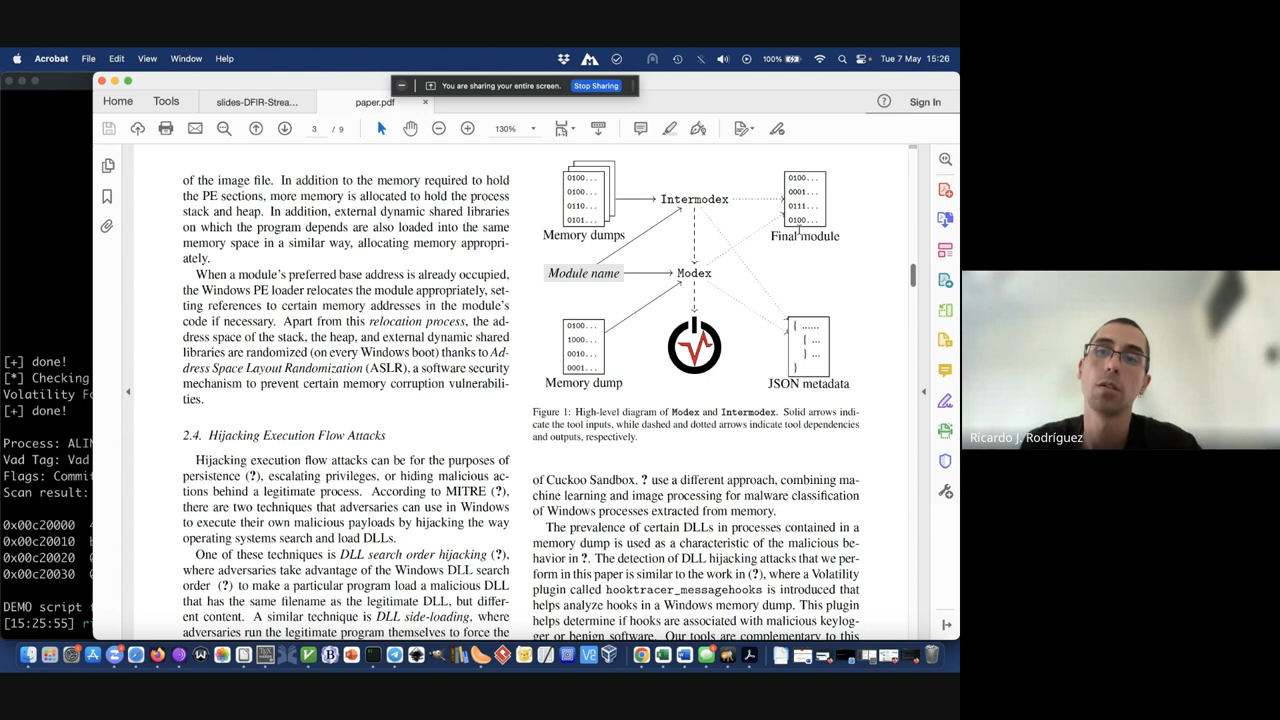 Acrobat File Edit View Window Help
100% Tue 7 May 15:26
You are sharing your entire screen. Stop Sharing
Home Tools slides-DFIR-Strea... paper.pdf × Sign In
3 / 9 130%
[+] done!
[*] Checking
Volatility Fo
[+] done!
Process: ALIN
Vad Tag: Vad
Flags: Commit
Scan result:
0x00c20000
0x00c20010
0x00c20020
0x00c20030
DEMO script
[15:25:55]
of the image file. In addition to the memory required to hold
the PE sections, more memory is allocated to hold the process
stack and heap. In addition, external dynamic shared libraries
on which the program depends are also loaded into the same
memory space in a similar way, allocating memory appropri-
ately.
When a module's preferred base address is already occupied,
the Windows PE loader relocates the module appropriately, set-
ting references to certain memory addresses in the module's
code if necessary. Apart from this relocation process, the ad-
dress space of the stack, the heap, and external dynamic shared
libraries are randomized (on every Windows boot) thanks to Ad-
dress Space Layout Randomization (ASLR), a software security
mechanism to prevent certain memory corruption vulnerabili-
ties.
2.4. Hijacking Execution Flow Attacks
Hijacking execution flow attacks can be for the purposes of
persistence (?), escalating privileges, or hiding malicious ac-
tions behind a legitimate process. According to MITRE (?),
there are two techniques that adversaries can use in Windows
to execute their own malicious payloads by hijacking the way
operating systems search and load DLLs.
One of these techniques is DLL search order hijacking (?),
where adversaries take advantage of the Windows DLL search
order (?) to make a particular program load a malicious DLL
that has the same filename as the legitimate DLL, but differ-
ent content. A similar technique is DLL side-loading, where
adversaries run the legitimate program themselves to force the
0100...
0100...
0110...
0101...
Memory dumps
Intermodex
0100...
0001...
0111...
0100...
Final module
Module name
Modex
0100...
1000...
0010...
0001...
Memory dump
{ ......
{ ...
} ...
}
JSON metadata
Figure 1: High-level diagram of Modex and Intermodex. Solid arrows indi-
cate the tool inputs, while dashed and dotted arrows indicate tool dependencies
and outputs, respectively.
of Cuckoo Sandbox. ? use a different approach, combining ma-
chine learning and image processing for malware classification
of Windows processes extracted from memory.
The prevalence of certain DLLs in processes contained in a
memory dump is used as a characteristic of the malicious be-
havior in ?. The detection of DLL hijacking attacks that we per-
form in this paper is similar to the work in (?), where a Volatility
plugin called hooktracer_messagehooks is introduced that
helps analyze hooks in a Windows memory dump. This plugin
helps determine if hooks are associated with malicious keylog-
ger or benign software. Our tools are complementary to this
Ricardo J. Rodríguez